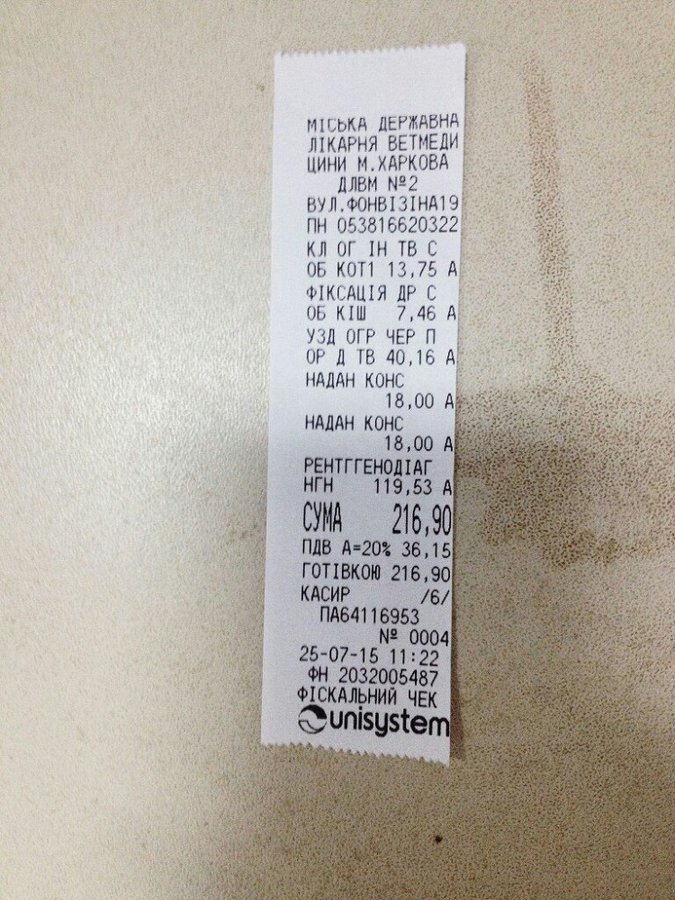 МІСЬКА ДЕРЖАВНА
ЛІКАРНЯ ВЕТМЕДИ
ЦИНИ М.ХАРКОВА
ДЛВМ №2
ВУЛ.ФОНВІЗІНА19
ПН 053816620322
КЛ ОГ ІН ТВ С
ОБ КОТ1 13,75 А
ФІКСАЦІЯ ДР С
ОБ КІШ 7,46 А
УЗД ОГР ЧЕР П
ОР Д ТВ 40,16 А
НАДАН КОНС
18,00 А
НАДАН КОНС
18,00 А
РЕНТГГЕНОДІАГ
НГН 119,53 А
СУМА 216,90
ПДВ А=20% 36,15
ГОТІВКОЮ 216,90
КАСИР /6/
ПА64116953
№ 0004
25-07-15 11:22
ФН 2032005487
ФІСКАЛЬНИЙ ЧЕК
unisystem